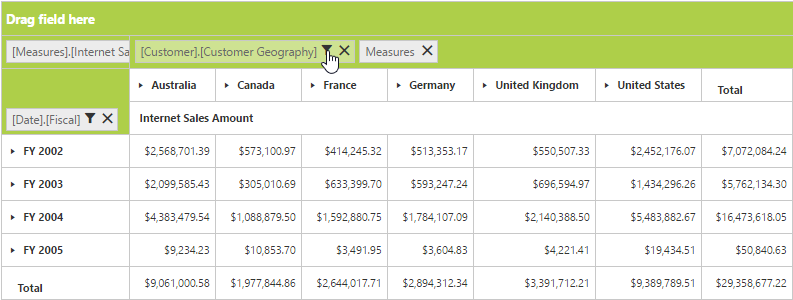 Drag field here
[Measures].[Internet Sa [Customer].[Customer Geography] Measures
Australia Canada France Germany United Kingdom United States Total
[Date].[Fiscal] Internet Sales Amount
FY 2002 $2,568,701.39 $573,100.97 $414,245.32 $513,353.17 $550,507.33 $2,452,176.07 $7,072,084.24
FY 2003 $2,099,585.43 $305,010.69 $633,399.70 $593,247.24 $696,594.97 $1,434,296.26 $5,762,134.30
FY 2004 $4,383,479.54 $1,088,879.50 $1,592,880.75 $1,784,107.09 $2,140,388.50 $5,483,882.67 $16,473,618.05
FY 2005 $9,234.23 $10,853.70 $3,491.95 $3,604.83 $4,221.41 $19,434.51 $50,840.63
Total $9,061,000.58 $1,977,844.86 $2,644,017.71 $2,894,312.34 $3,391,712.21 $9,389,789.51 $29,358,677.22